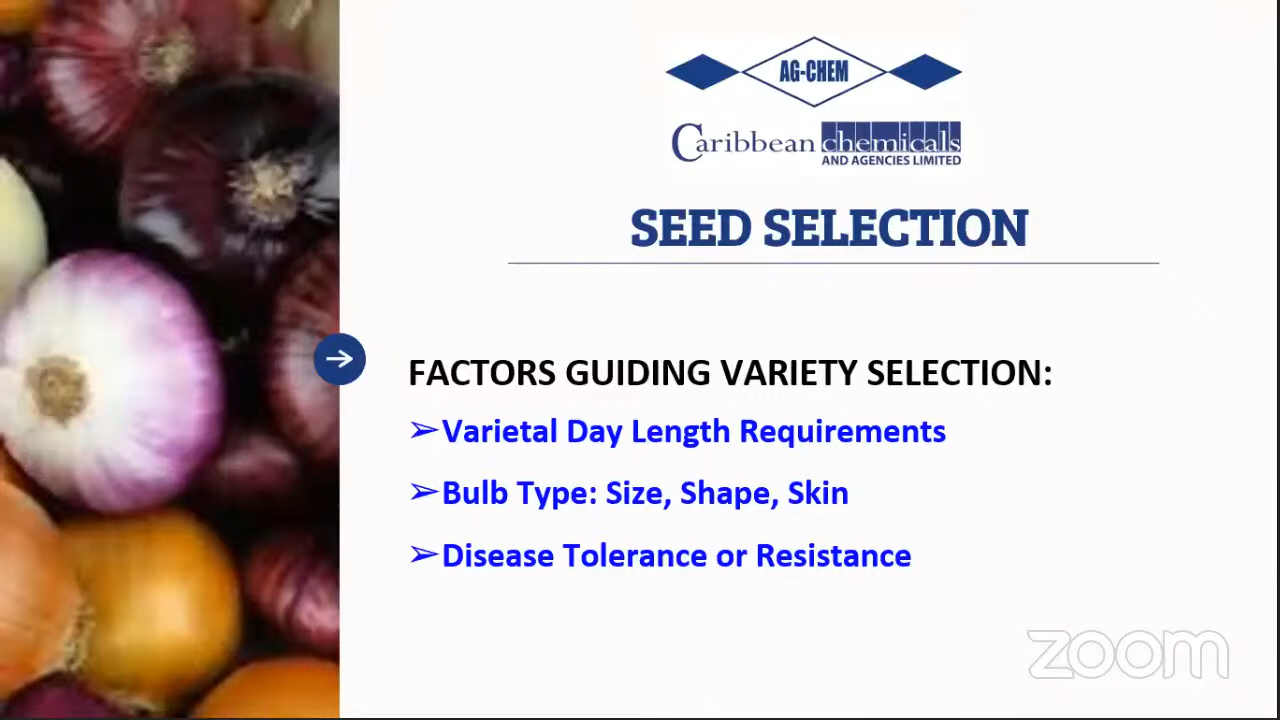 AG-CHEM
Caribbean chemicals
AND AGENCIES LIMITED
SEED SELECTION
FACTORS GUIDING VARIETY SELECTION:
➢Varietal Day Length Requirements
➢Bulb Type: Size, Shape, Skin
➢Disease Tolerance or Resistance
zoom